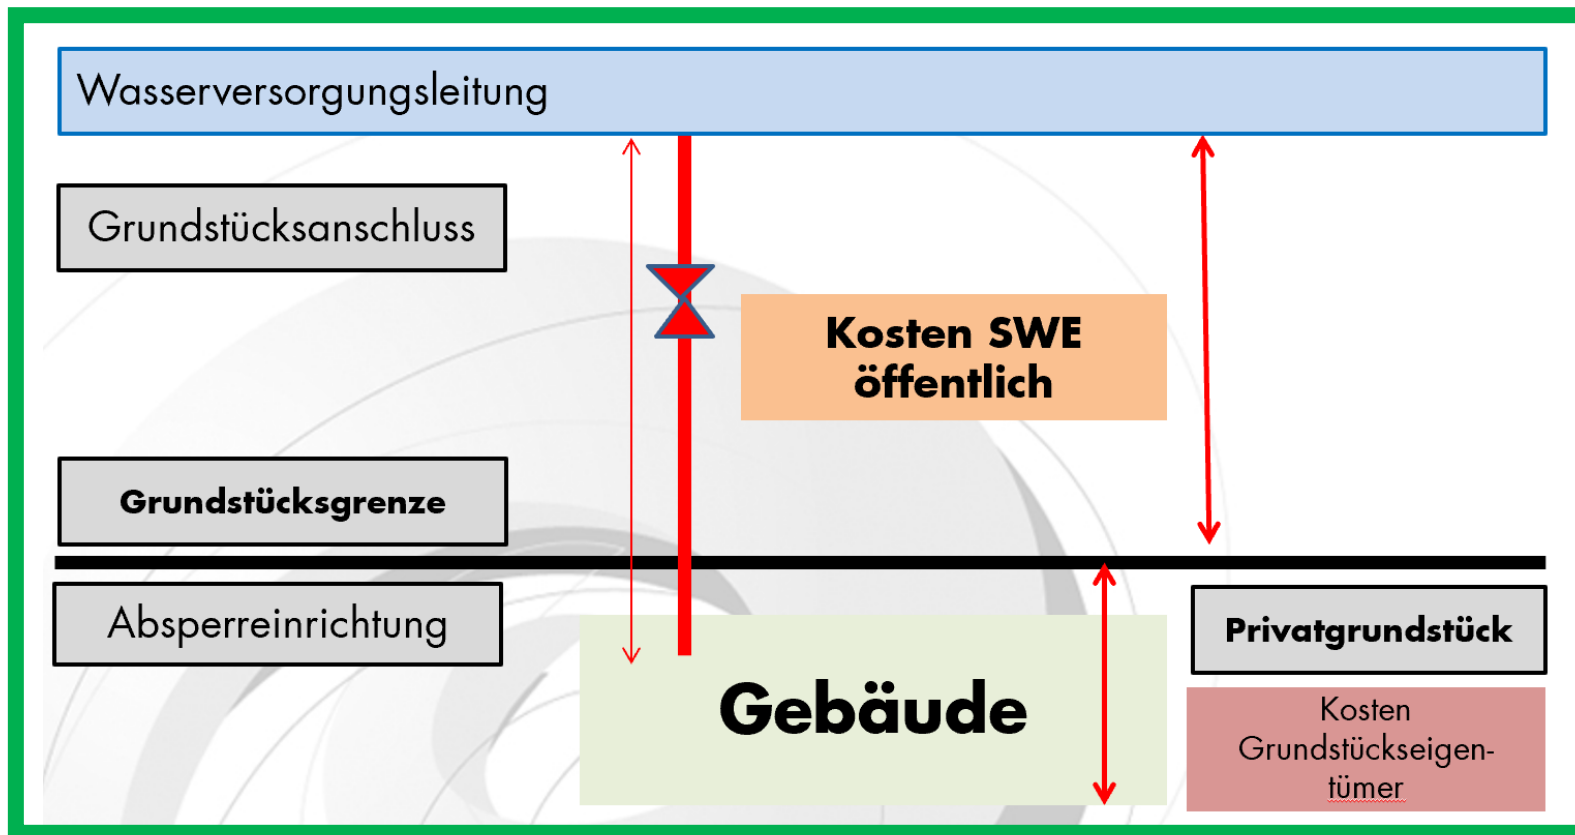 Wasserversorgungsleitung
Grundstücksanschluss
Kosten SWE
öffentlich
Grundstücksgrenze
Absperreinrichtung
Privatgrundstück
Gebäude
Kosten
Grundstückseigen-
tümer